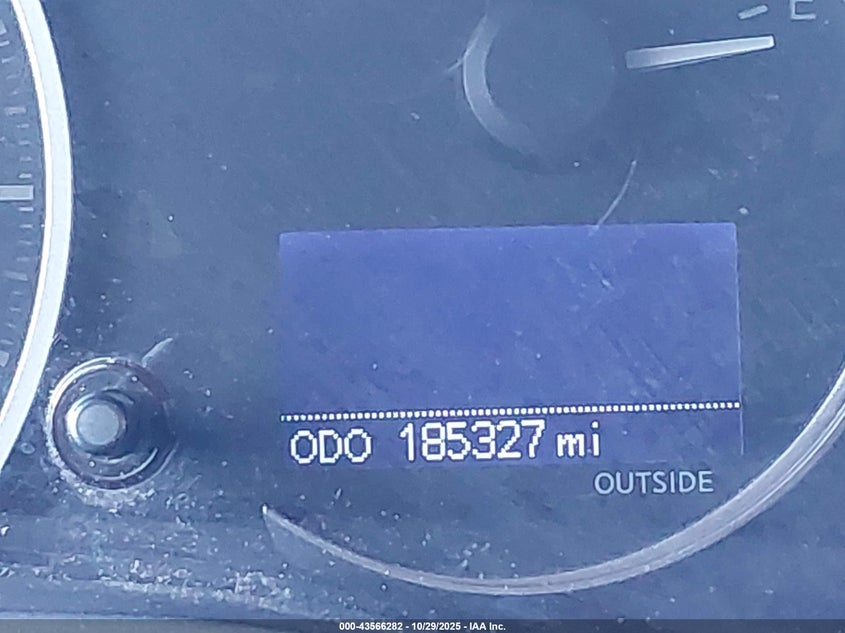 E
ODO 185327 mi
OUTSIDE
000-43566282 - 10/29/2025 - IAA Inc.